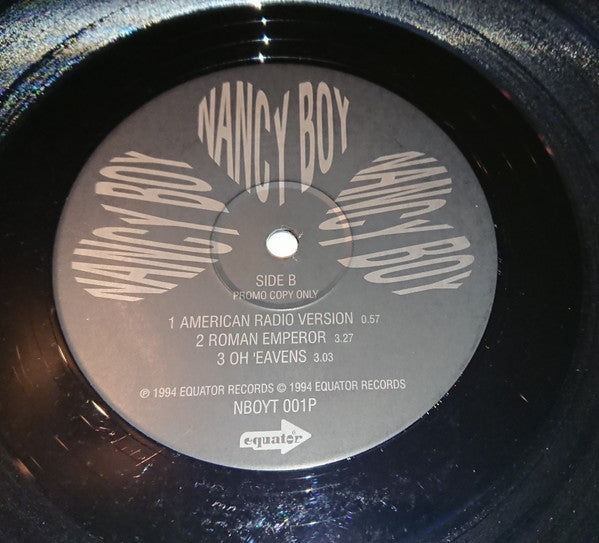 NANCY BOY
NANCY BOY
NANCY BOY
SIDE B
PROMO COPY ONLY
1 AMERICAN RADIO VERSION 0.57
2 ROMAN EMPEROR 3.27
3 OH 'EAVENS 3.03
℗ 1994 EQUATOR RECORDS © 1994 EQUATOR RECORDS
NBOYT 001P
equator